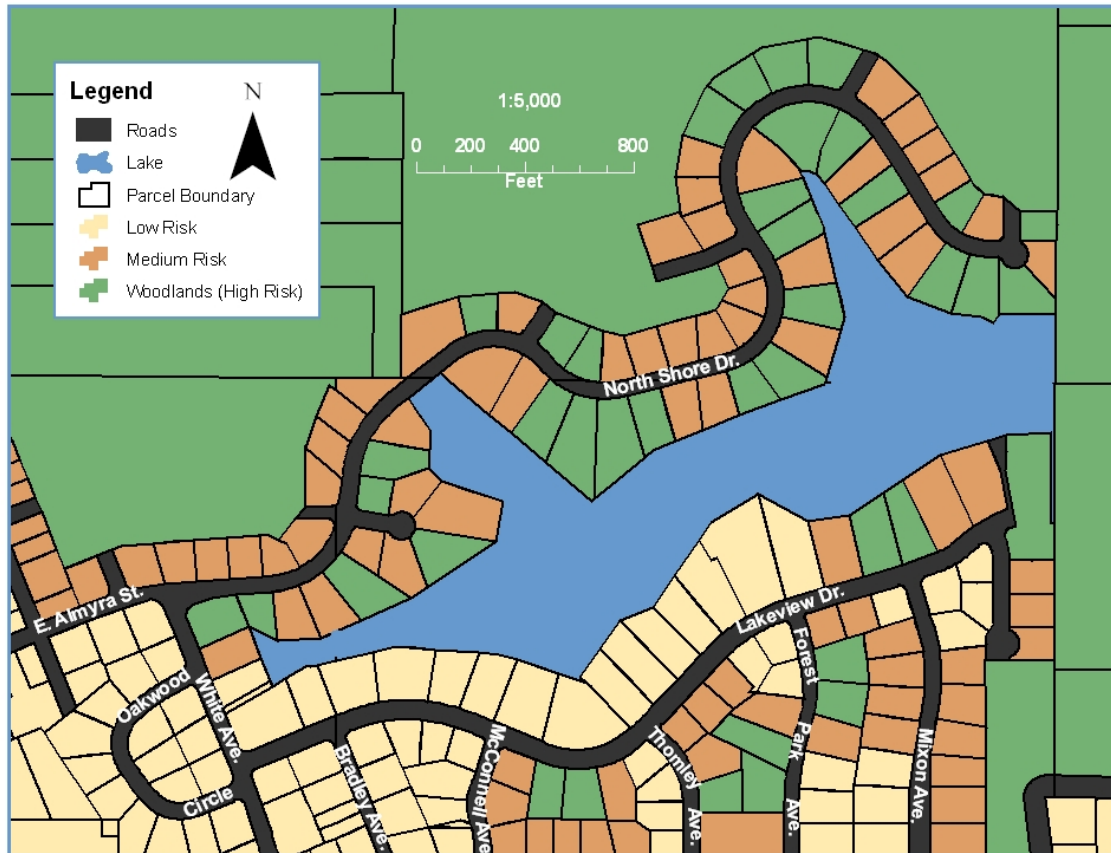 Legend
N
Roads
Lake
Parcel Boundary
Low Risk
Medium Risk
Woodlands (High Risk)
1:5,000
0 200 400 800
Feet
North Shore Dr.
E. Almyra St.
Lakeview Dr.
Oakwood
Circle
White Ave.
Bradley Ave.
McConnell Ave.
Thomley
Ave.
Forest
Park
Ave.
Mixon Ave.